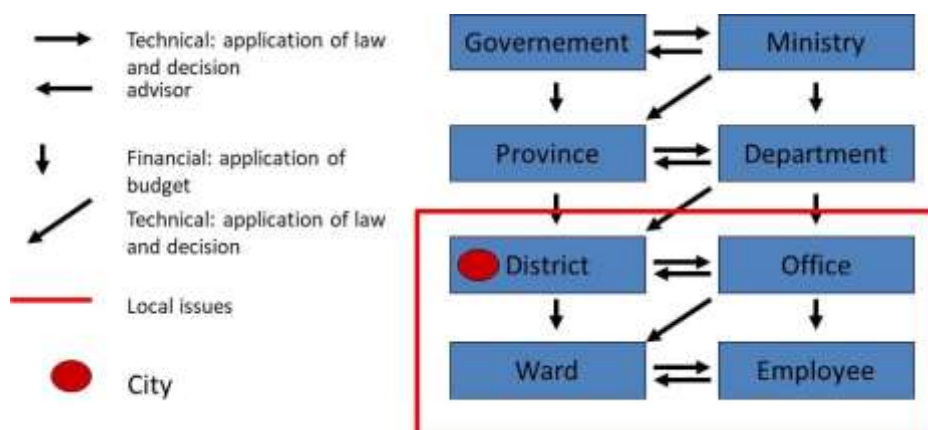 Technical: application of law
and decision
advisor
Financial: application of
budget
Technical: application of law
and decision
Local issues
City
Governement
Ministry
Province
Department
District
Office
Ward
Employee